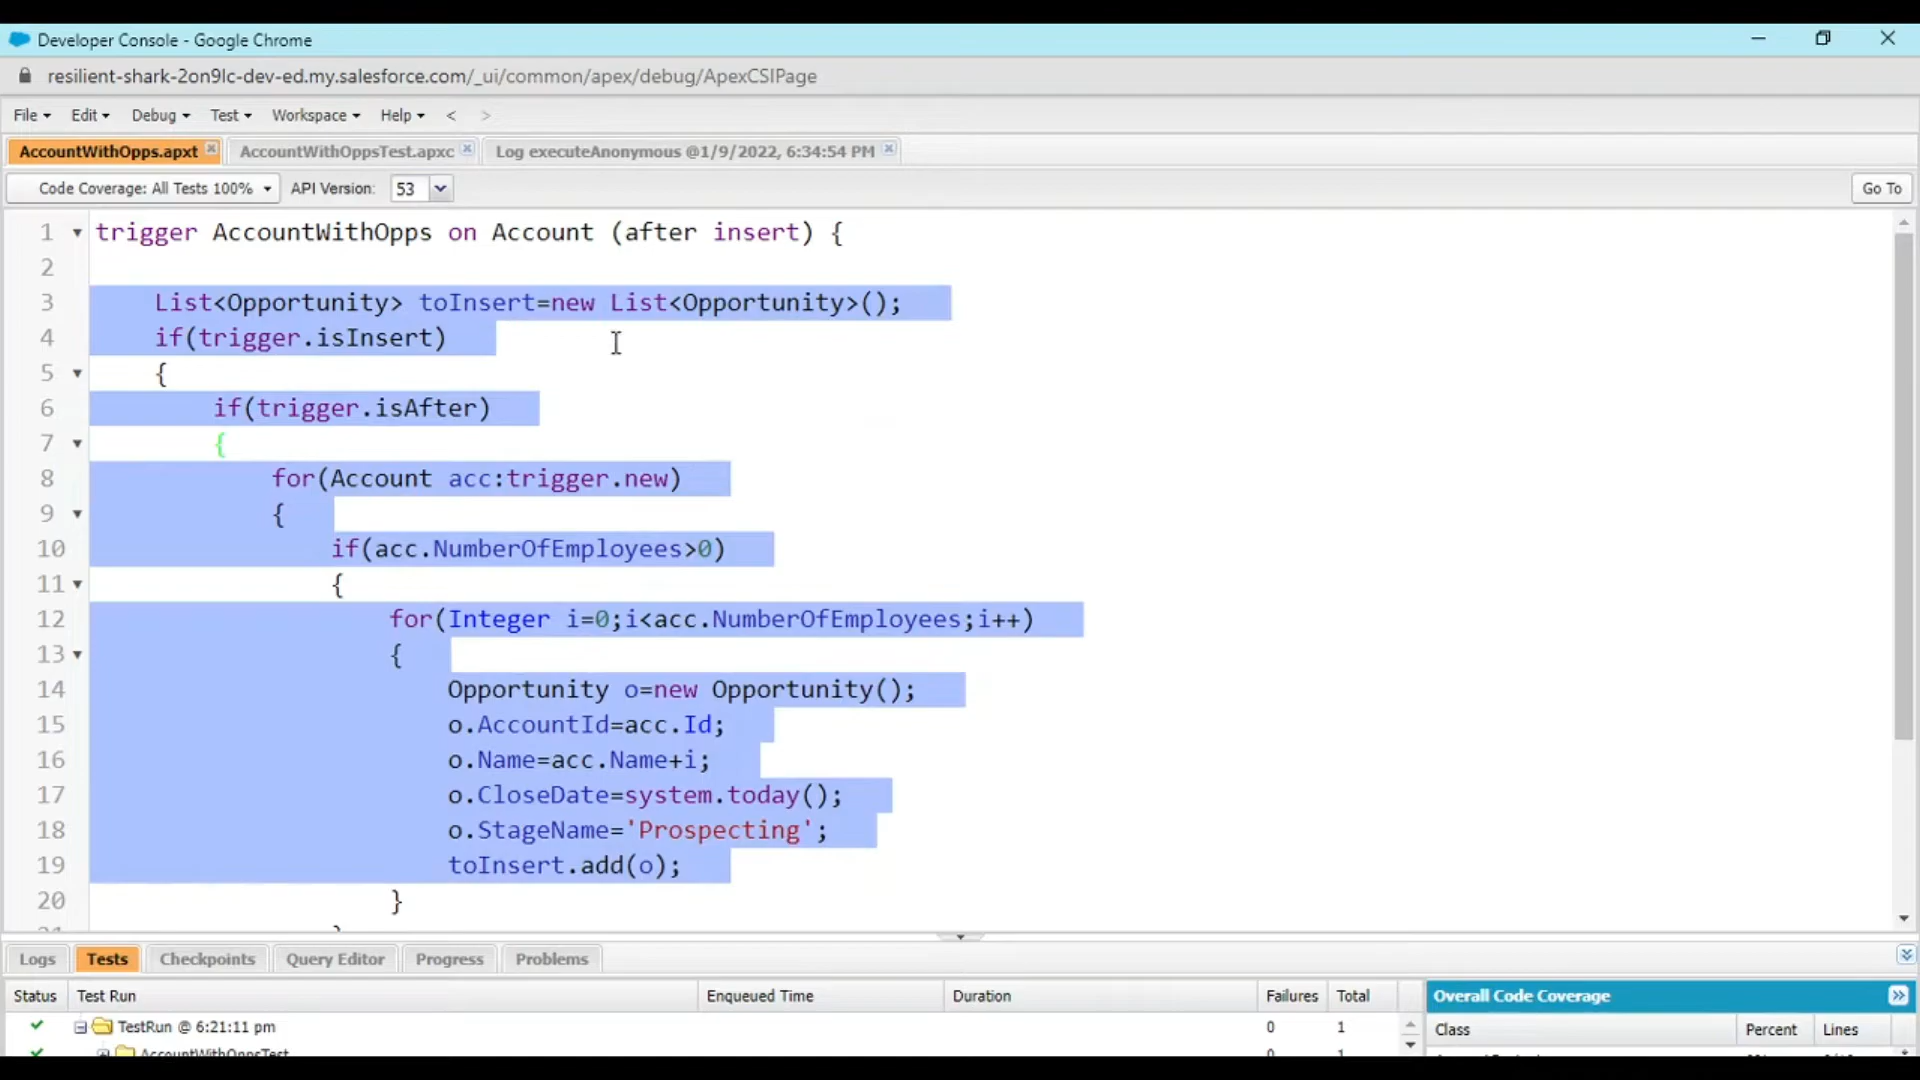 Developer Console - Google Chrome
resilient-shark-2on9lc-dev-ed.my.salesforce.com/_ui/common/apex/debug/ApexCSIPage
File Edit Debug Test Workspace Help < >
AccountWithOpps.apxt AccountWithOppsTest.apxc Log executeAnonymous @1/9/2022, 6:34:54 PM
Code Coverage: All Tests 100% API Version: 53 Go To
1 trigger AccountWithOpps on Account (after insert) {
2
3 List<Opportunity> toInsert=new List<Opportunity>();
4 if(trigger.isInsert)
5 {
6 if(trigger.isAfter)
7 {
8 for(Account acc:trigger.new)
9 {
10 if(acc.NumberOfEmployees>0)
11 {
12 for(Integer i=0;i<acc.NumberOfEmployees;i++)
13 {
14 Opportunity o=new Opportunity();
15 o.AccountId=acc.Id;
16 o.Name=acc.Name+i;
17 o.CloseDate=system.today();
18 o.StageName='Prospecting';
19 toInsert.add(o);
20 }
Logs Tests Checkpoints Query Editor Progress Problems
Status Test Run Enqueued Time Duration Failures Total Overall Code Coverage
TestRun @ 6:21:11 pm 0 1 Class Percent Lines
AccountWithOppsTest 0 1